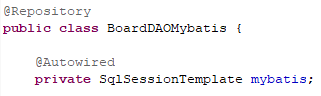 @Repository
public class BoardDAOMybatis {
@Autowired
private SqlSessionTemplate mybatis;